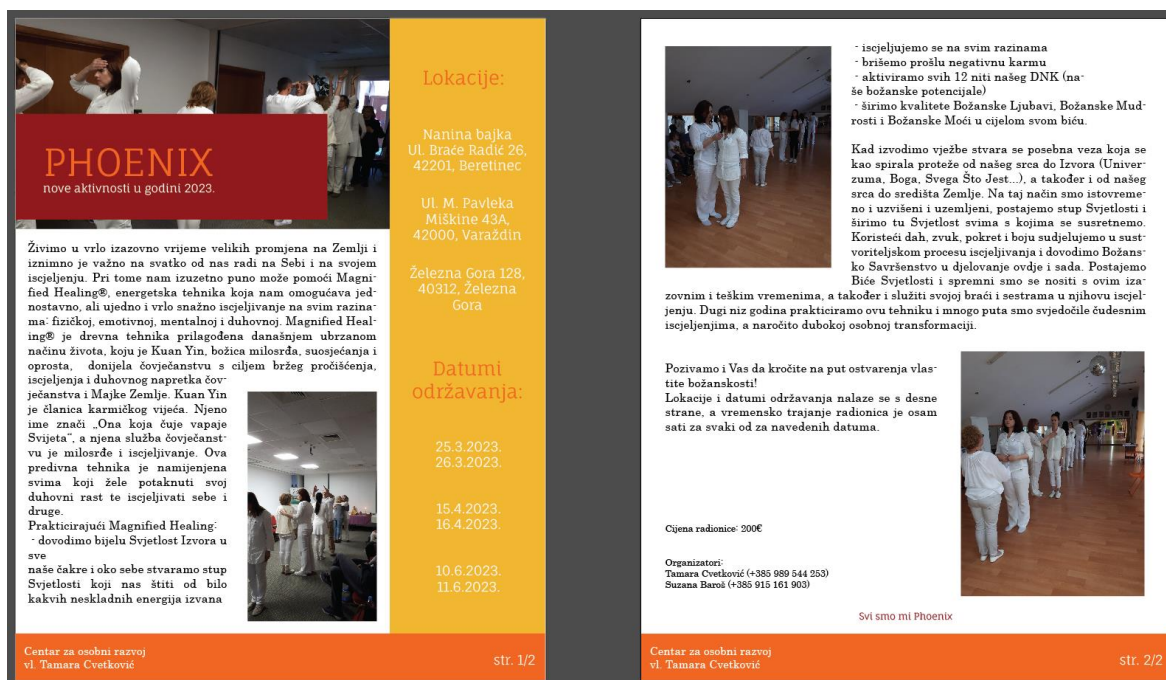 PHOENIX
nove aktivnosti u godini 2023.
Živimo u vrlo izazovno vrijeme velikih promjena na Zemlji i
iznimno je važno na svatko od nas radi na Sebi i na svojem
iscjeljenju. Pri tome nam izuzetno puno može pomoći Magni-
fied Healing®, energetska tehnika koja nam omogućava jed-
nostavno, ali ujedno i vrlo snažno iscjeljivanje na svim razina-
ma: fizičkoj, emotivnoj, mentalnoj i duhovnoj. Magnified Heal-
ing® je drevna tehnika prilagođena današnjem ubrzanom
načinu života, koju je Kuan Yin, božica milosrđa, suosjećanja i
oprosta, donijela čovječanstvu s ciljem bržeg pročišćenja,
iscjeljenja i duhovnog napretka čov-
ječanstva i Majke Zemlje. Kuan Yin
je članica karmičkog vijeća. Njeno
ime znači „Ona koja čuje vapaje
Svijeta“, a njena služba čovječanst-
vu je milosrđe i iscjeljivanje. Ova
predivna tehnika je namijenjena
svima koji žele potaknuti svoj
duhovni rast te iscjeljivati sebe i
druge.
Prakticirajući Magnified Healing:
- dovodimo bijelu Svjetlost Izvora u
sve
naše čakre i oko sebe stvaramo stup
Svjetlosti koji nas štiti od bilo
kakvih neskladnih energija izvana
Lokacije:
Nanina bajka
Ul. Braće Radić 26,
42201, Beretinec
Ul. M. Pavleka
Miškine 43A,
42000, Varaždin
Železna Gora 128,
40312, Železna
Gora
Datumi
održavanja:
25.3.2023.
26.3.2023.
15.4.2023.
16.4.2023.
10.6.2023.
11.6.2023.
Centar za osobni razvoj
vl. Tamara Cvetković
str. 1/2
- iscjeljujemo se na svim razinama
- brišemo prošlu negativnu karmu
- aktiviramo svih 12 niti našeg DNK (na-
še božanske potencijale)
- širimo kvalitete Božanske Ljubavi, Božanske Mud-
rosti i Božanske Moći u cijelom svom biću.
Kad izvodimo vježbe stvara se posebna veza koja se
kao spirala proteže od našeg srca do Izvora (Univer-
zuma, Boga, Svega Što Jest...), a također i od našeg
srca do središta Zemlje. Na taj način smo istovreme-
no i uzvišeni i uzemljeni, postajemo stup Svjetlosti i
širimo tu Svjetlost svima s kojima se susretnemo.
Koristeći dah, zvuk, pokret i boju sudjelujemo u sust-
voriteljskom procesu iscjeljivanja i dovodimo Božans-
ko Savršenstvo u djelovanje ovdje i sada. Postajemo
Biće Svjetlosti i spremni smo se nositi s ovim iza-
zovnim i teškim vremenima, a također i služiti svojoj braći i sestrama u njihovu iscjel-
jenju. Dugi niz godina prakticiramo ovu tehniku i mnogo puta smo svjedočile čudesnim
iscjeljenjima, a naročito dubokoj osobnoj transformaciji.
Pozivamo i Vas da kročite na put ostvarenja vlas-
tite božanskosti!
Lokacije i datumi održavanja nalaze se s desne
strane, a vremensko trajanje radionica je osam
sati za svaki od za navedenih datuma.
Cijena radionice: 200€
Organizatori:
Tamara Cvetković (+385 989 544 253)
Suzana Baroš (+385 915 161 903)
Svi smo mi Phoenix
Centar za osobni razvoj
vl. Tamara Cvetković
str. 2/2